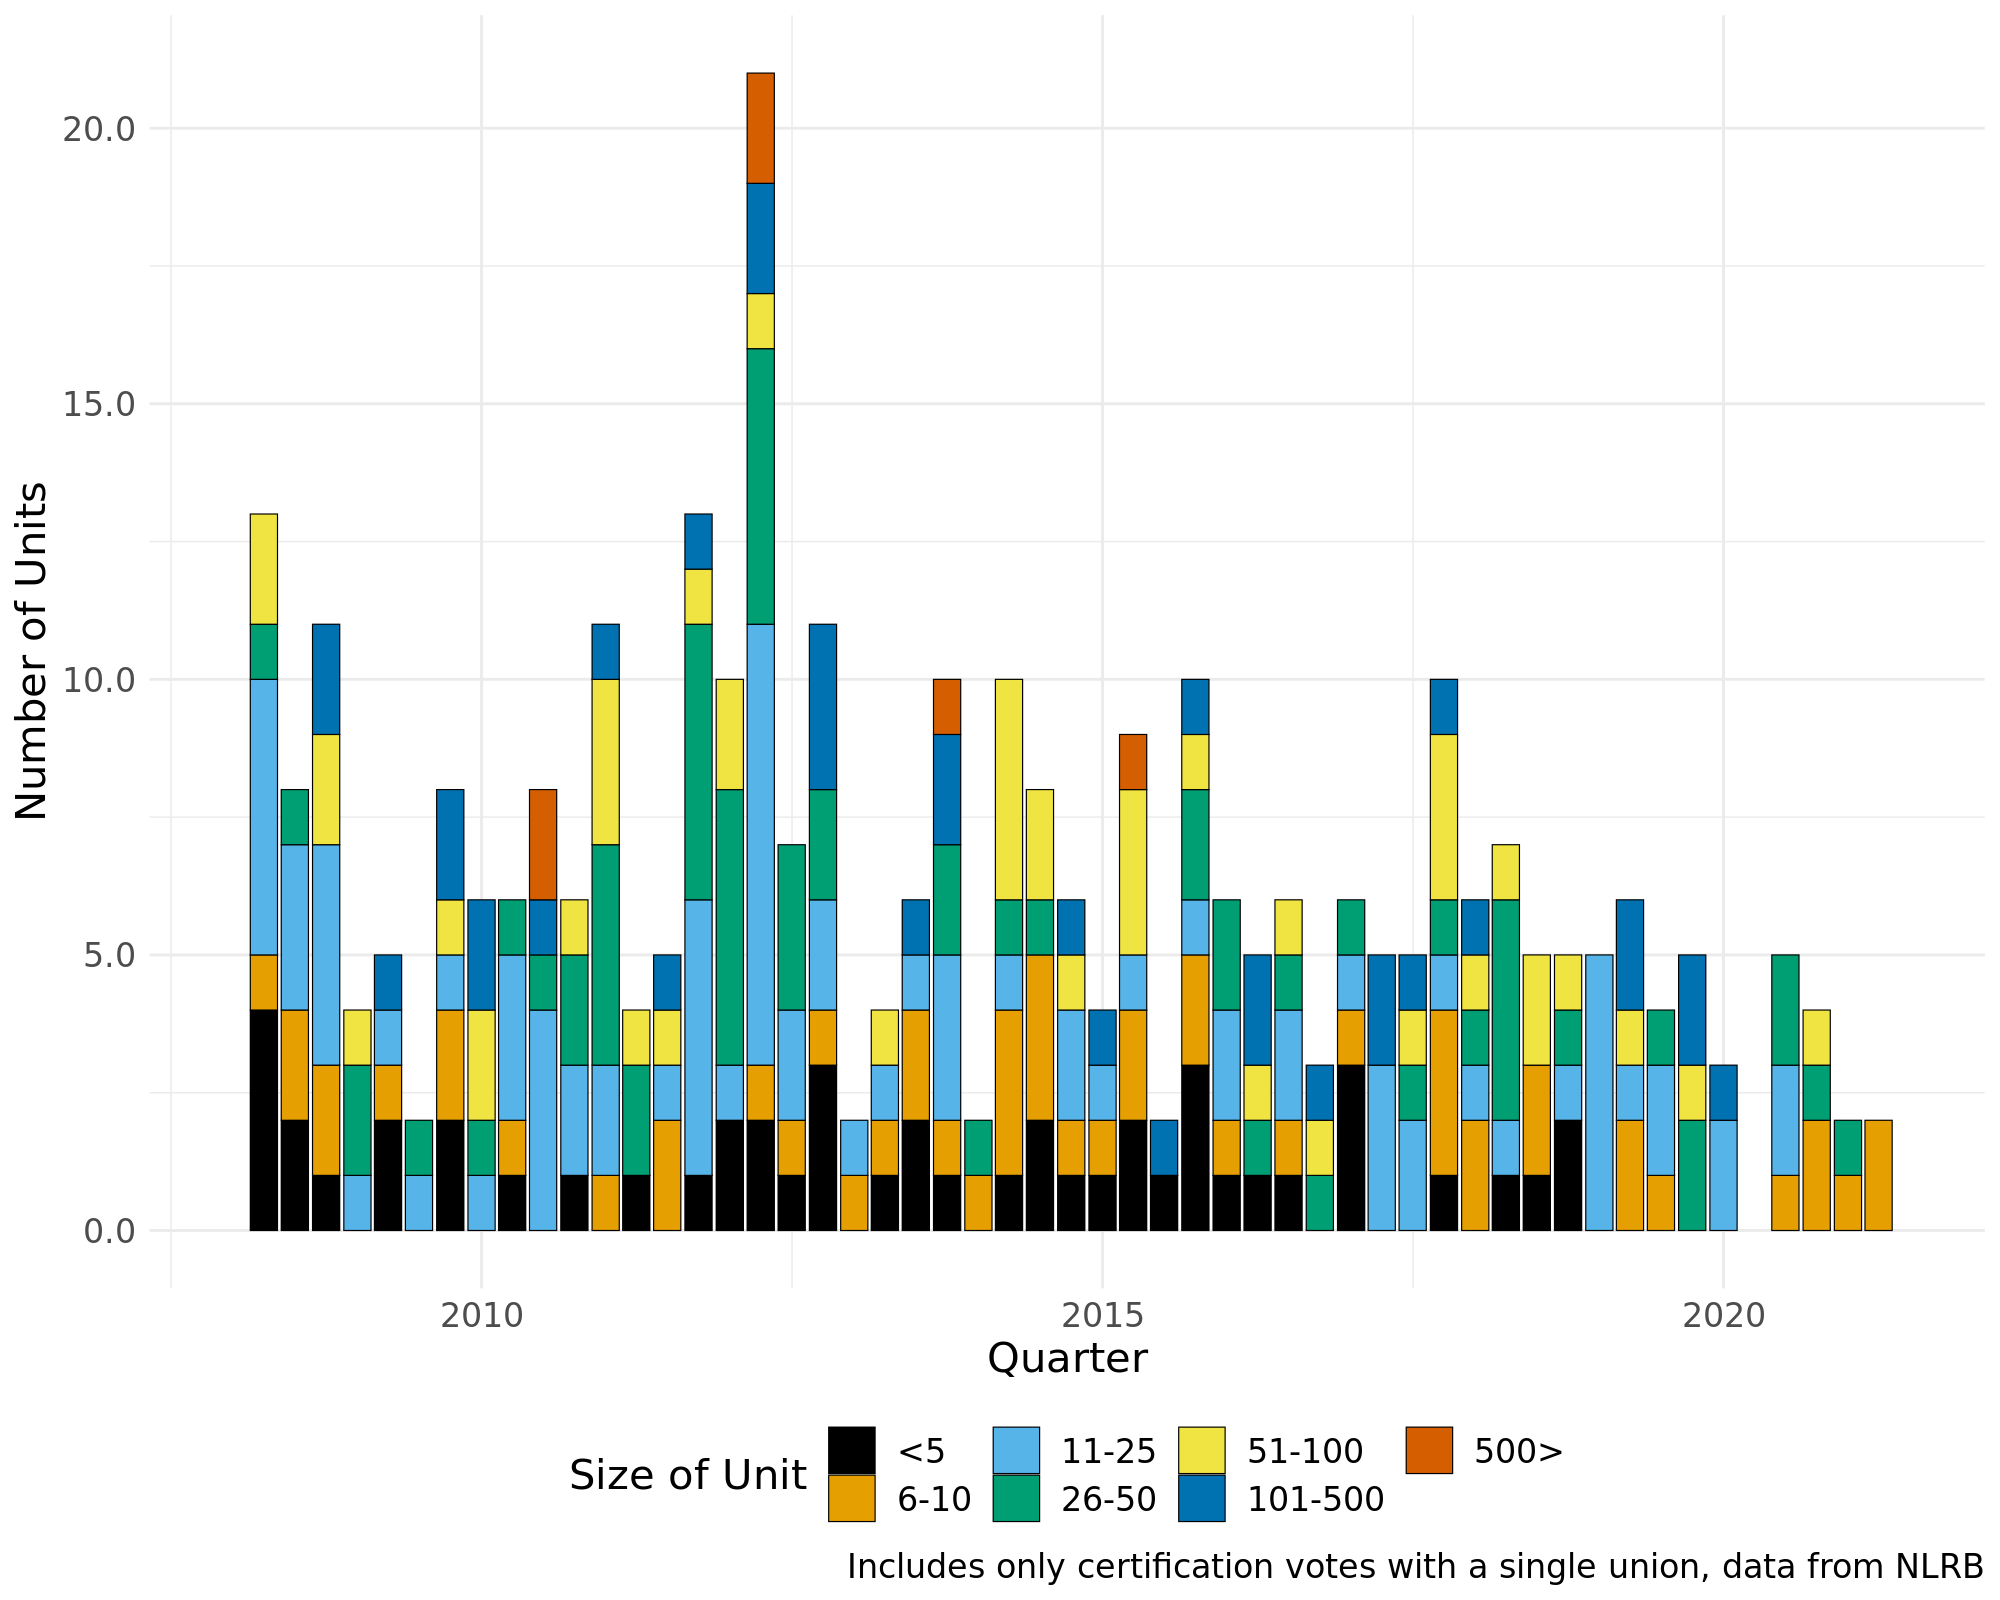 20.0
15.0
10.0
5.0
0.0
Number of Units
2010 2015 2020
Quarter
Size of Unit
<5 11-25 51-100 500>
6-10 26-50 101-500
Includes only certification votes with a single union, data from NLRB